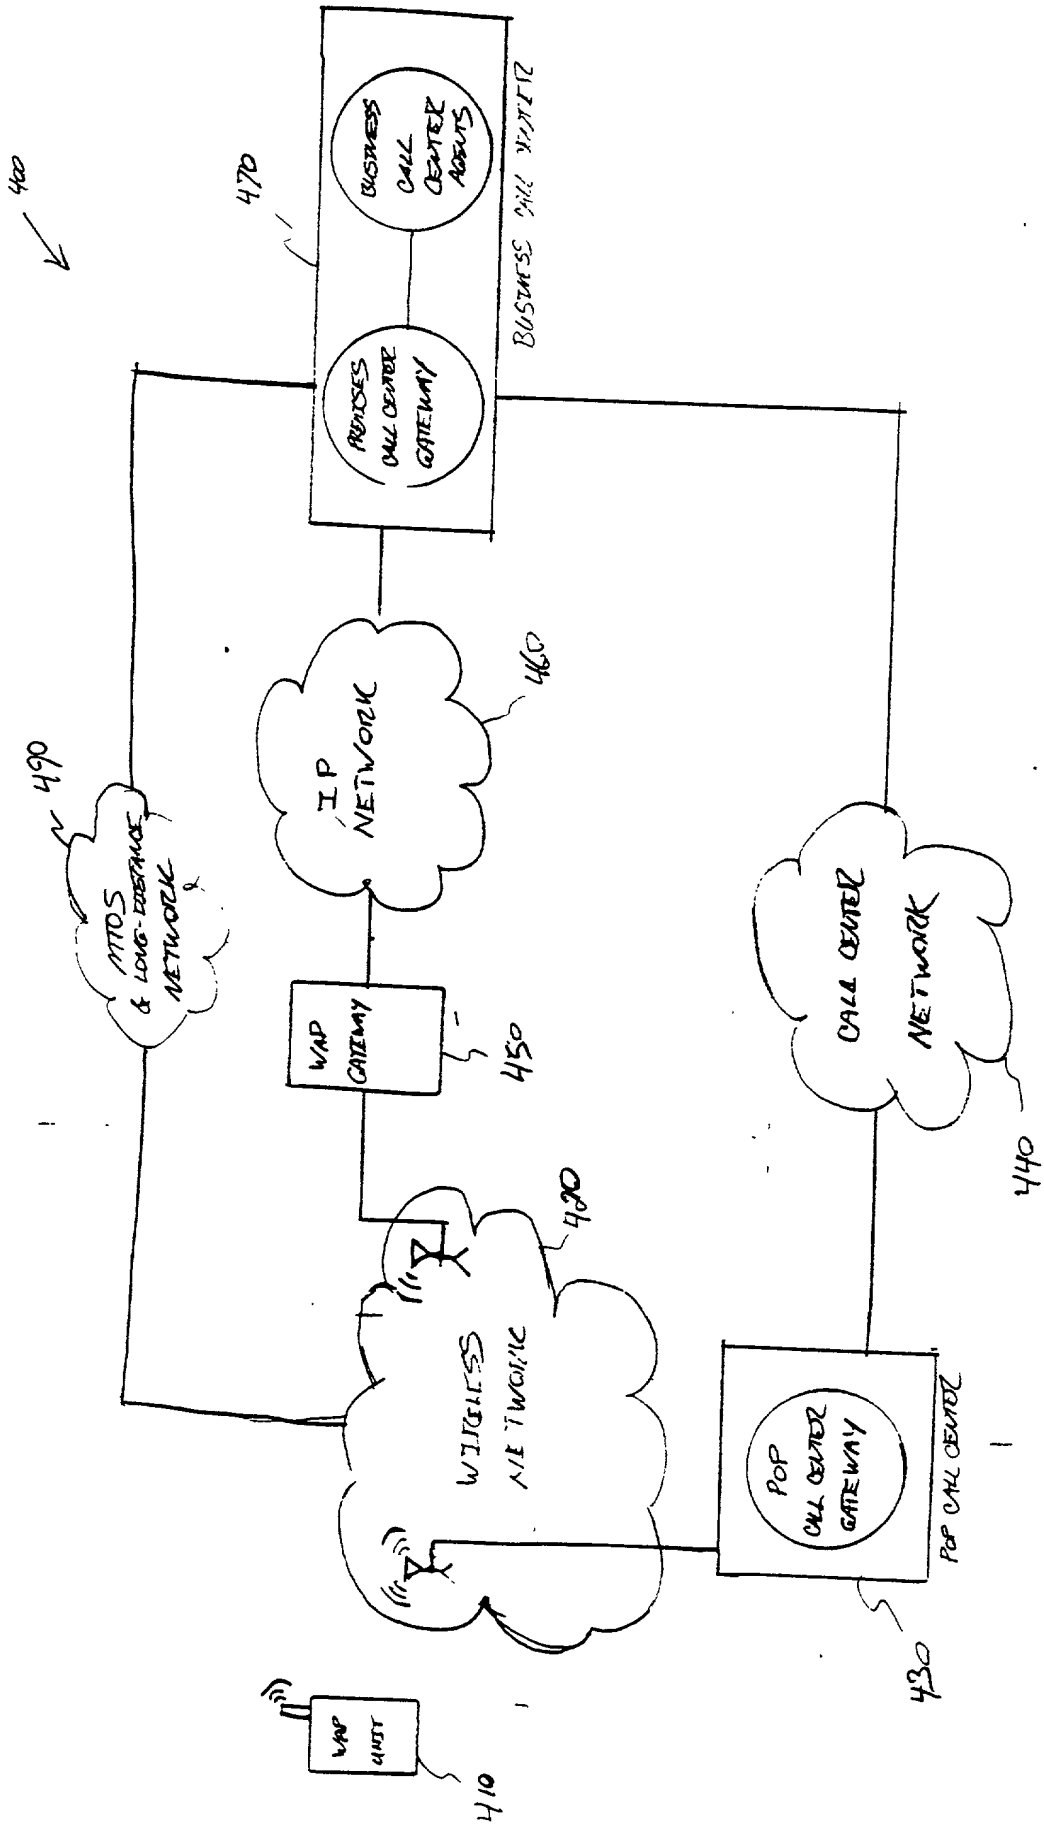 400
490
MTOS
& LONG-DISTANCE
NETWORK
470
PREMISES
CALL CENTER
GATEWAY
BUSINESS
CALL
CENTER
AGENTS
BUSINESS CALL CENTER
WAP
UNIT
410
WIRELESS
NETWORK
420
WAP
GATEWAY
450
IP
NETWORK
460
POP
CALL CENTER
GATEWAY
POP CALL CENTER
430
CALL CENTER
NETWORK
440